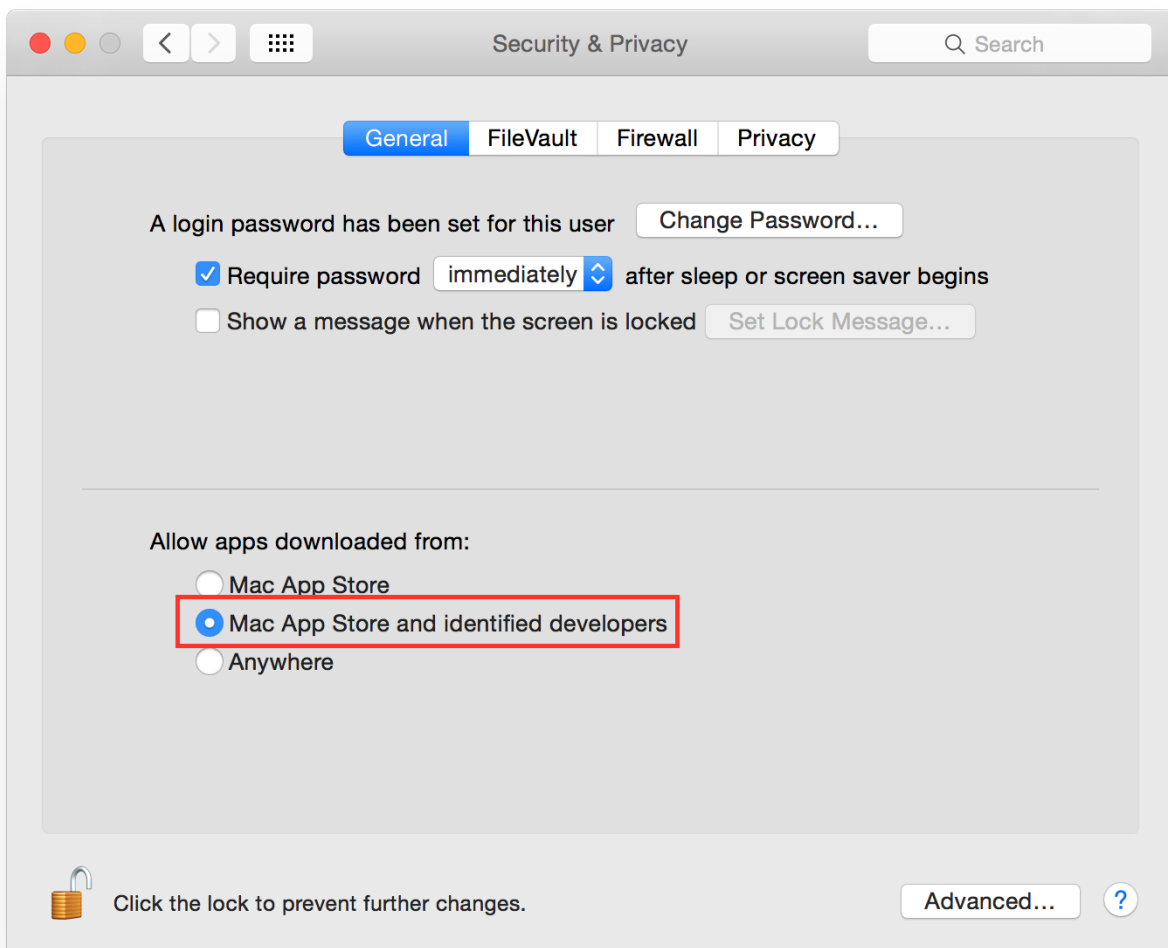 Security & Privacy
Search
General FileVault Firewall Privacy
A login password has been set for this user Change Password...
Require password immediately after sleep or screen saver begins
Show a message when the screen is locked Set Lock Message...
Allow apps downloaded from:
Mac App Store
Mac App Store and identified developers
Anywhere
Click the lock to prevent further changes. Advanced... ?